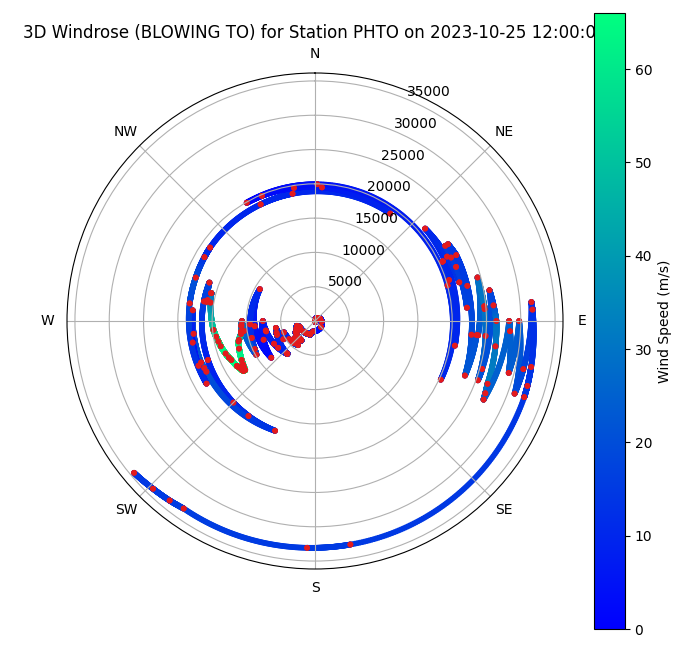 3D Windrose (BLOWING TO) for Station PHTO on 2023-10-25 12:00:0
N
NE
E
SE
S
SW
W
NW
35000
30000
25000
20000
15000
10000
5000
60
50
40
30
20
10
0
Wind Speed (m/s)